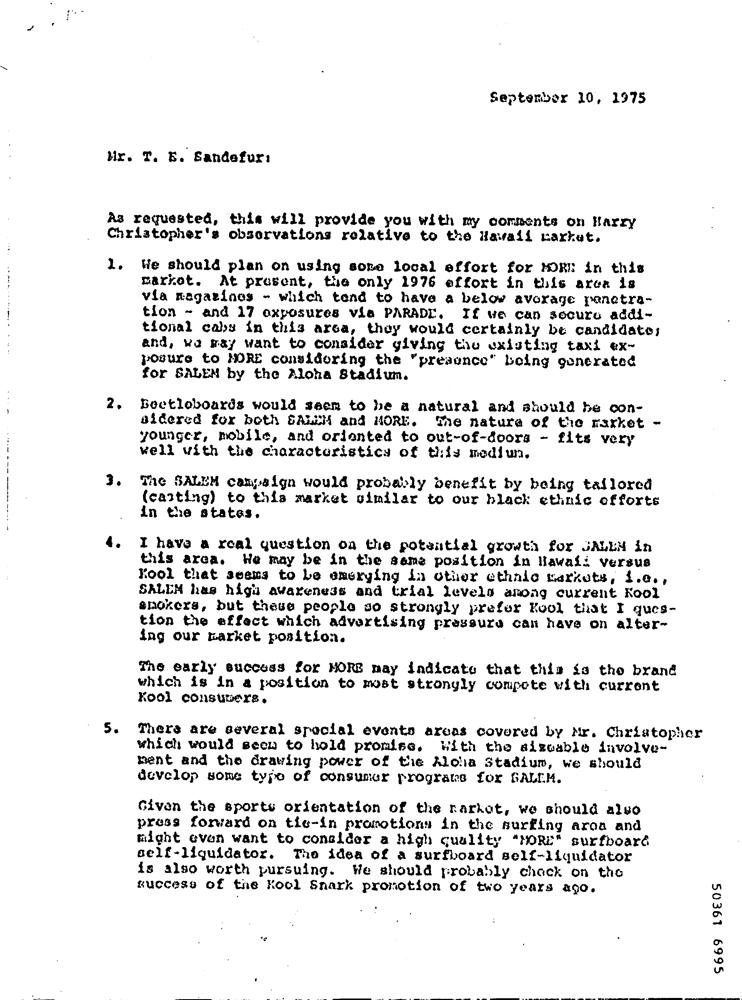 September 10, 1975
Mr. T. E. Sandefur:
As requested, this will provide you with my comments on Harry
Christopher's observations relative to the Hawaii market.
1. We should plan on using some local effort for MORE in this
market. At present, the only 1976 effort in this area is
via magazines - which tend to have a below average penetra-
tion - and 17 exposures via PARADE. If we can secure addi-
tional cabs in this area, they would certainly be candidates;
and, we may want to consider giving the existing taxi ex-
posure to MORE considering the "presence" being generated
for SALEM by the Aloha Stadium.
2. Beetleboards would seem to be a natural and should be con-
sidered for both SALEM and MORE. The nature of the market -
younger, mobile, and oriented to out-of-doors - fits very
well with the characteristics of this medium.
3. The SALEM campaign would probably benefit by being tailored
(casting) to this market similar to our black ethnic efforts
in the states.
4. I have a real question on the potential growth for SALEM in
this area. We may be in the same position in Hawaii versus
Kool that seems to be emerging in other ethnic markets, i.e.,
SALEM has high awareness and trial levels among current Kool
smokers, but these people so strongly prefer Kool that I ques-
tion the effect which advertising pressure can have on alter-
ing our market position.
The early success for MORE may indicate that this is the brand
which is in a position to most strongly compete with current
Kool consumers.
5. There are several special events areas covered by Mr. Christopher
which would seem to hold promise. With the sizeable involve-
ment and the drawing power of the Aloha Stadium, we should
develop some type of consumer programs for SALEM.
Given the sports orientation of the market, we should also
press forward on tie-in promotions in the surfing area and
might even want to consider a high quality "MORE" surfboard
self-liquidator. The idea of a surfboard self-liquidator
is also worth pursuing. We should probably check on the
success of the Kool Snark promotion of two years ago.
50361 6995